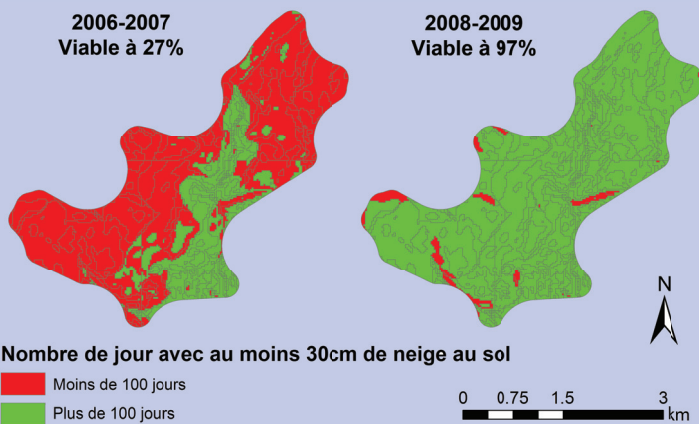 2006-2007
Viable à 27%
2008-2009
Viable à 97%
N
Nombre de jour avec au moins 30cm de neige au sol
Moins de 100 jours
Plus de 100 jours
0 0.75 1.5 3
km